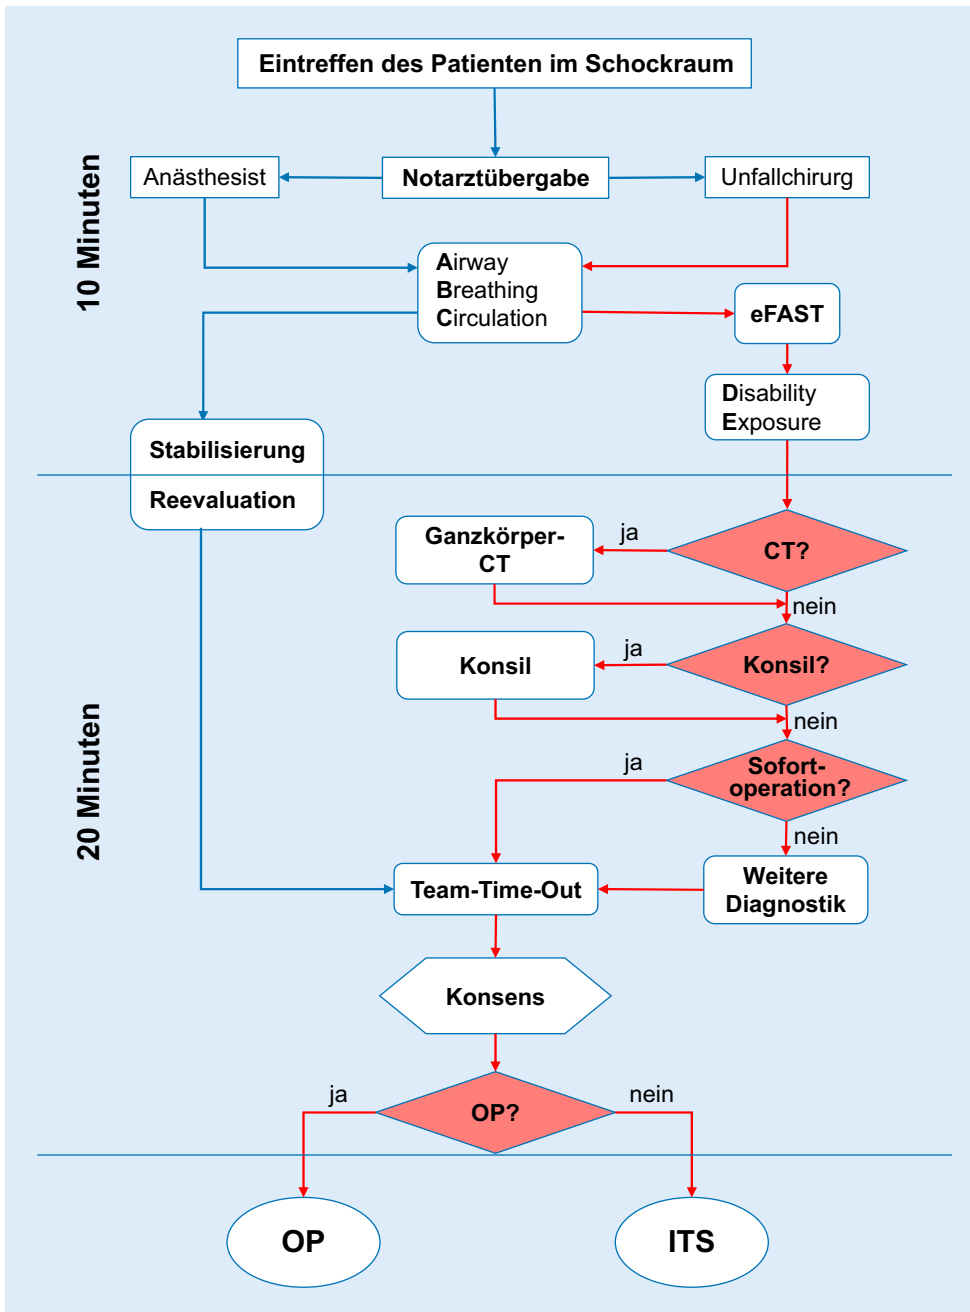 Eintreffen des Patienten im Schockraum
10 Minuten
Anästhesist
Notarztübergabe
Unfallchirurg
Airway
Breathing
Circulation
eFAST
Disability
Exposure
Stabilisierung
Reevaluation
20 Minuten
Ganzkörper-
CT
ja
CT?
nein
Konsil
ja
Konsil?
nein
ja
Sofort-
operation?
nein
Team-Time-Out
Weitere
Diagnostik
Konsens
ja
OP?
nein
OP
ITS